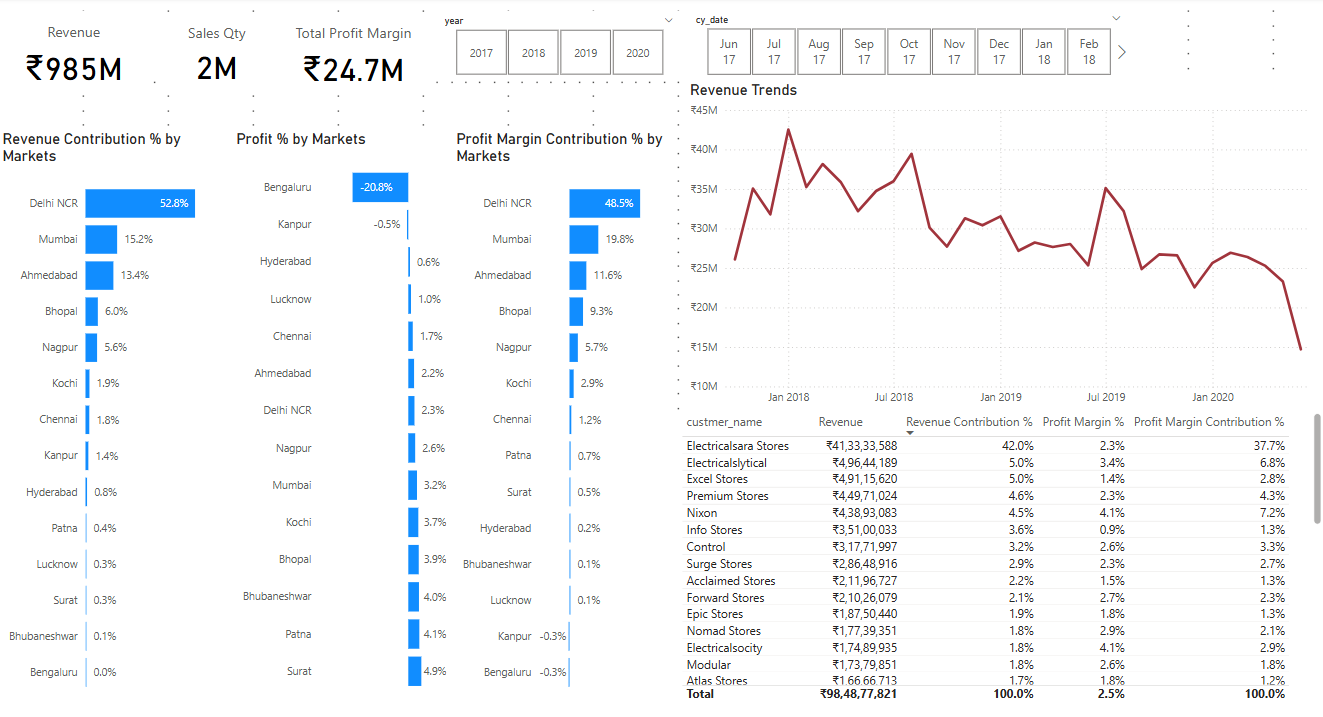 Revenue
₹985M
Sales Qty
2M
Total Profit Margin
₹24.7M
year
2017 2018 2019 2020
cy_date
Jun 17 Jul 17 Aug 17 Sep 17 Oct 17 Nov 17 Dec 17 Jan 18 Feb 18
Revenue Contribution % by
Markets
Delhi NCR 52.8%
Mumbai 15.2%
Ahmedabad 13.4%
Bhopal 6.0%
Nagpur 5.6%
Kochi 1.9%
Chennai 1.8%
Kanpur 1.4%
Hyderabad 0.8%
Patna 0.4%
Lucknow 0.3%
Surat 0.3%
Bhubaneshwar 0.1%
Bengaluru 0.0%
Profit % by Markets
Bengaluru -20.8%
Kanpur -0.5%
Hyderabad 0.6%
Lucknow 1.0%
Chennai 1.7%
Ahmedabad 2.2%
Delhi NCR 2.3%
Nagpur 2.6%
Mumbai 3.2%
Kochi 3.7%
Bhopal 3.9%
Bhubaneshwar 4.0%
Patna 4.1%
Surat 4.9%
Profit Margin Contribution % by
Markets
Delhi NCR 48.5%
Mumbai 19.8%
Ahmedabad 11.6%
Bhopal 9.3%
Nagpur 5.7%
Kochi 2.9%
Chennai 1.2%
Patna 0.7%
Surat 0.5%
Hyderabad 0.2%
Bhubaneshwar 0.1%
Lucknow 0.1%
Kanpur -0.3%
Bengaluru -0.3%
Revenue Trends
₹45M
₹40M
₹35M
₹30M
₹25M
₹20M
₹15M
₹10M
Jan 2018 Jul 2018 Jan 2019 Jul 2019 Jan 2020
custmer_name Revenue Revenue Contribution % Profit Margin % Profit Margin Contribution %
Electricalsara Stores ₹41,33,33,588 42.0% 2.3% 37.7%
Electricalslytical ₹4,96,44,189 5.0% 3.4% 6.8%
Excel Stores ₹4,91,15,620 5.0% 1.4% 2.8%
Premium Stores ₹4,49,71,024 4.6% 2.3% 4.3%
Nixon ₹4,38,93,083 4.5% 4.1% 7.2%
Info Stores ₹3,51,00,033 3.6% 0.9% 1.3%
Control ₹3,17,71,997 3.2% 2.6% 3.3%
Surge Stores ₹2,86,48,916 2.9% 2.3% 2.7%
Acclaimed Stores ₹2,11,96,727 2.2% 1.5% 1.3%
Forward Stores ₹2,10,26,079 2.1% 2.7% 2.3%
Epic Stores ₹1,87,50,440 1.9% 1.8% 1.3%
Nomad Stores ₹1,77,39,351 1.8% 2.9% 2.1%
Electricalsocity ₹1,74,89,935 1.8% 4.1% 2.9%
Modular ₹1,73,79,851 1.8% 2.6% 1.8%
Atlas Stores ₹1,66,66,713 1.7% 1.8% 1.2%
Total ₹98,48,77,821 100.0% 2.5% 100.0%